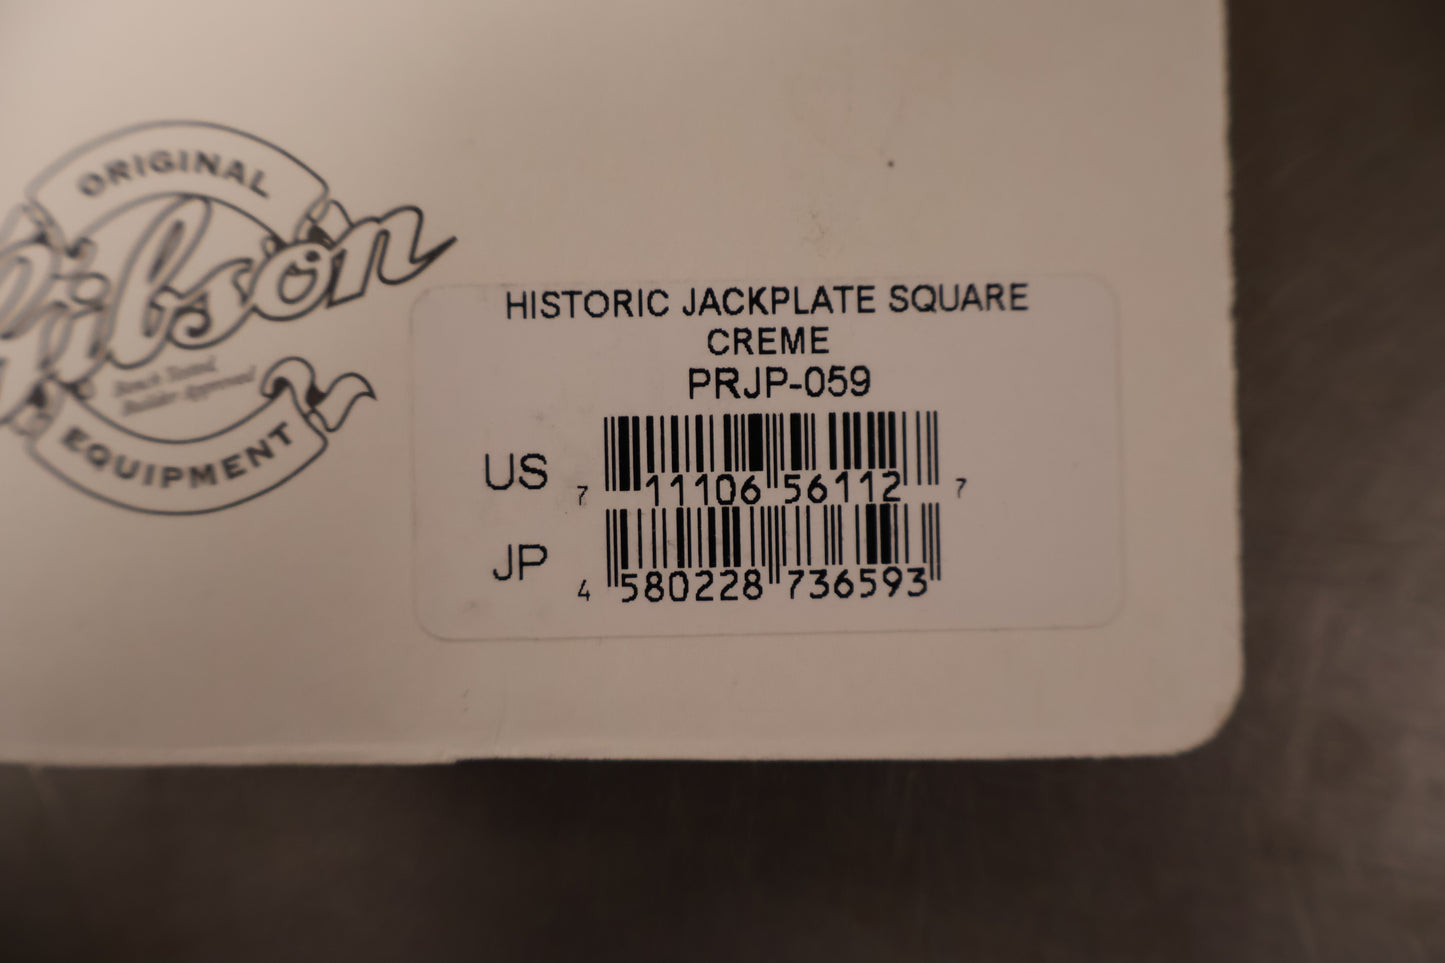 ORIGINAL
Gibson
Bench Tested
Builder Approved
EQUIPMENT
HISTORIC JACKPLATE SQUARE
CREME
PRJP-059
US 7 11106 56112 7
JP 4 580228 736593